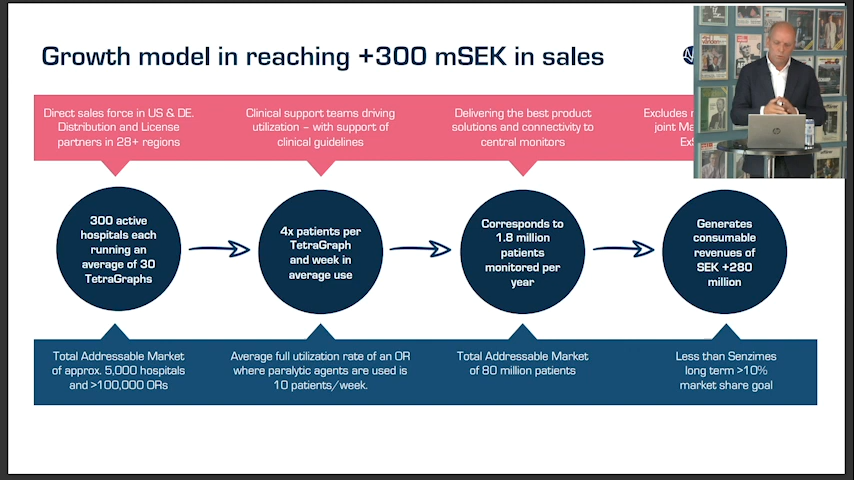 Growth model in reaching +300 mSEK in sales
Direct sales force in US & DE.
Distribution and License
partners in 28+ regions
Clinical support teams driving
utilization – with support of
clinical guidelines
Delivering the best product
solutions and connectivity to
central monitors
Excludes
joint
300 active
hospitals each
running an
average of 30
TetraGraphs
4x patients per
TetraGraph
and week in
average use
Corresponds to
1.8 million
patients
monitored per
year
Generates
consumable
revenues of
SEK +280
million
Total Addressable Market
of approx. 5,000 hospitals
and >100,000 ORs
Average full utilization rate of an OR
where paralytic agents are used is
10 patients/week.
Total Addressable Market
of 80 million patients
Less than Senzimes
long term >10%
market share goal
hp